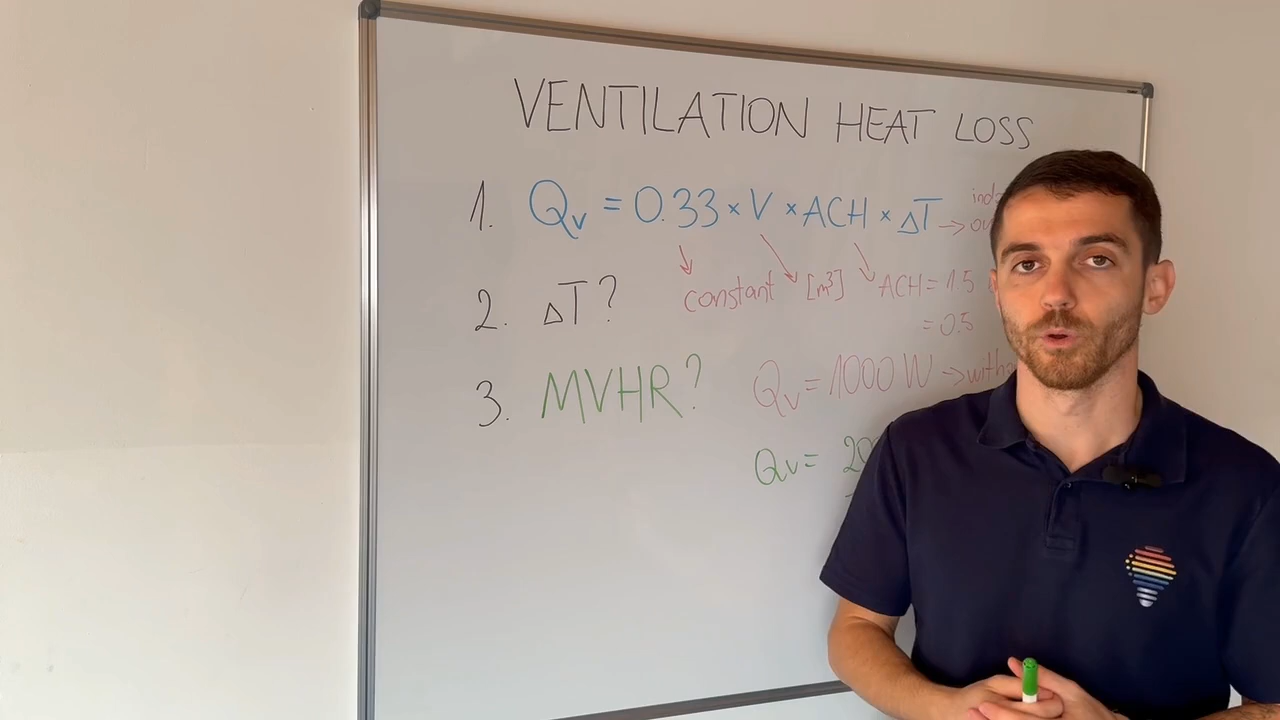 VENTILATION HEAT LOSS
1. Qv = 0.33 × V × ACH × ΔT →
constant [m³] ACH = 1.5
= 0.5
2. ΔT?
3. MVHR? Qv = 1000 W →
Qv =